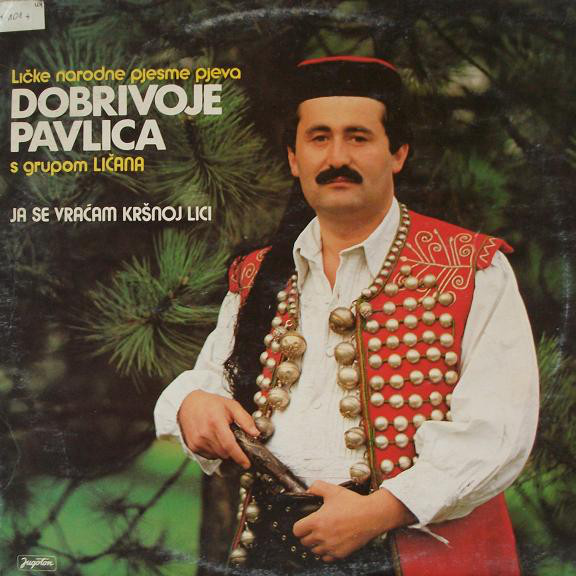 Ličke narodne pjesme pjeva
DOBRIVOJE
PAVLICA
s grupom LIČANA
JA SE VRAĆAM KRŠNOJ LICI
Jugoton